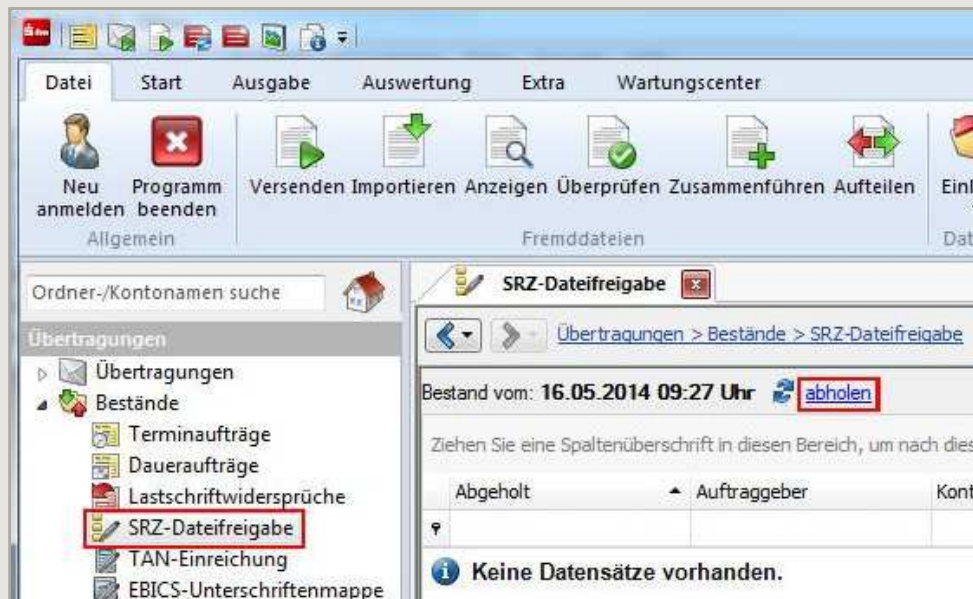 Datei Start Ausgabe Auswertung Extra Wartungscenter
Neu anmelden
Programm beenden
Versenden Importieren Anzeigen Überprüfen Zusammenführen Aufteilen
Allgemein Fremddateien Dat
Ordner-/Kontonamen suche
Übertragungen
Übertragungen
Bestände
Terminaufträge
Daueraufträge
Lastschriftwidersprüche
SRZ-Dateifreigabe
TAN-Einreichung
EBICS-Unterschriftenmappe
SRZ-Dateifreigabe
Übertragungen > Bestände > SRZ-Dateifreigabe
Bestand vom: 16.05.2014 09:27 Uhr abholen
Ziehen Sie eine Spaltenüberschrift in diesen Bereich, um nach dies
Abgeholt Auftraggeber Kont
Keine Datensätze vorhanden.